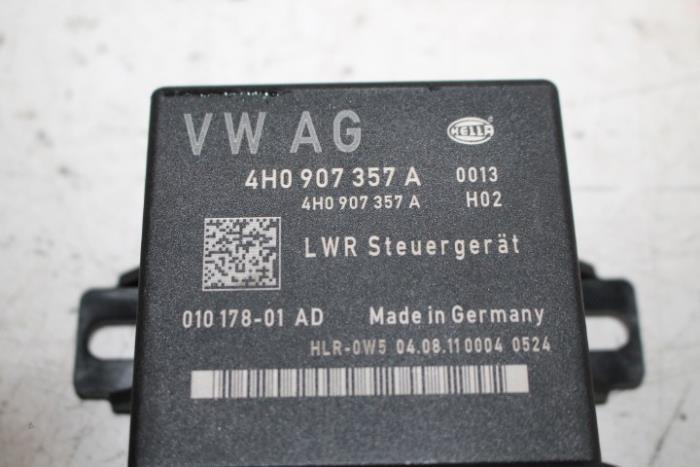 VW AG
HELLA
4H0 907 357 A 0013
4H0 907 357 A H02
LWR Steuergerät
010 178-01 AD Made in Germany
HLR-0W5 04.08.11 0004 0524